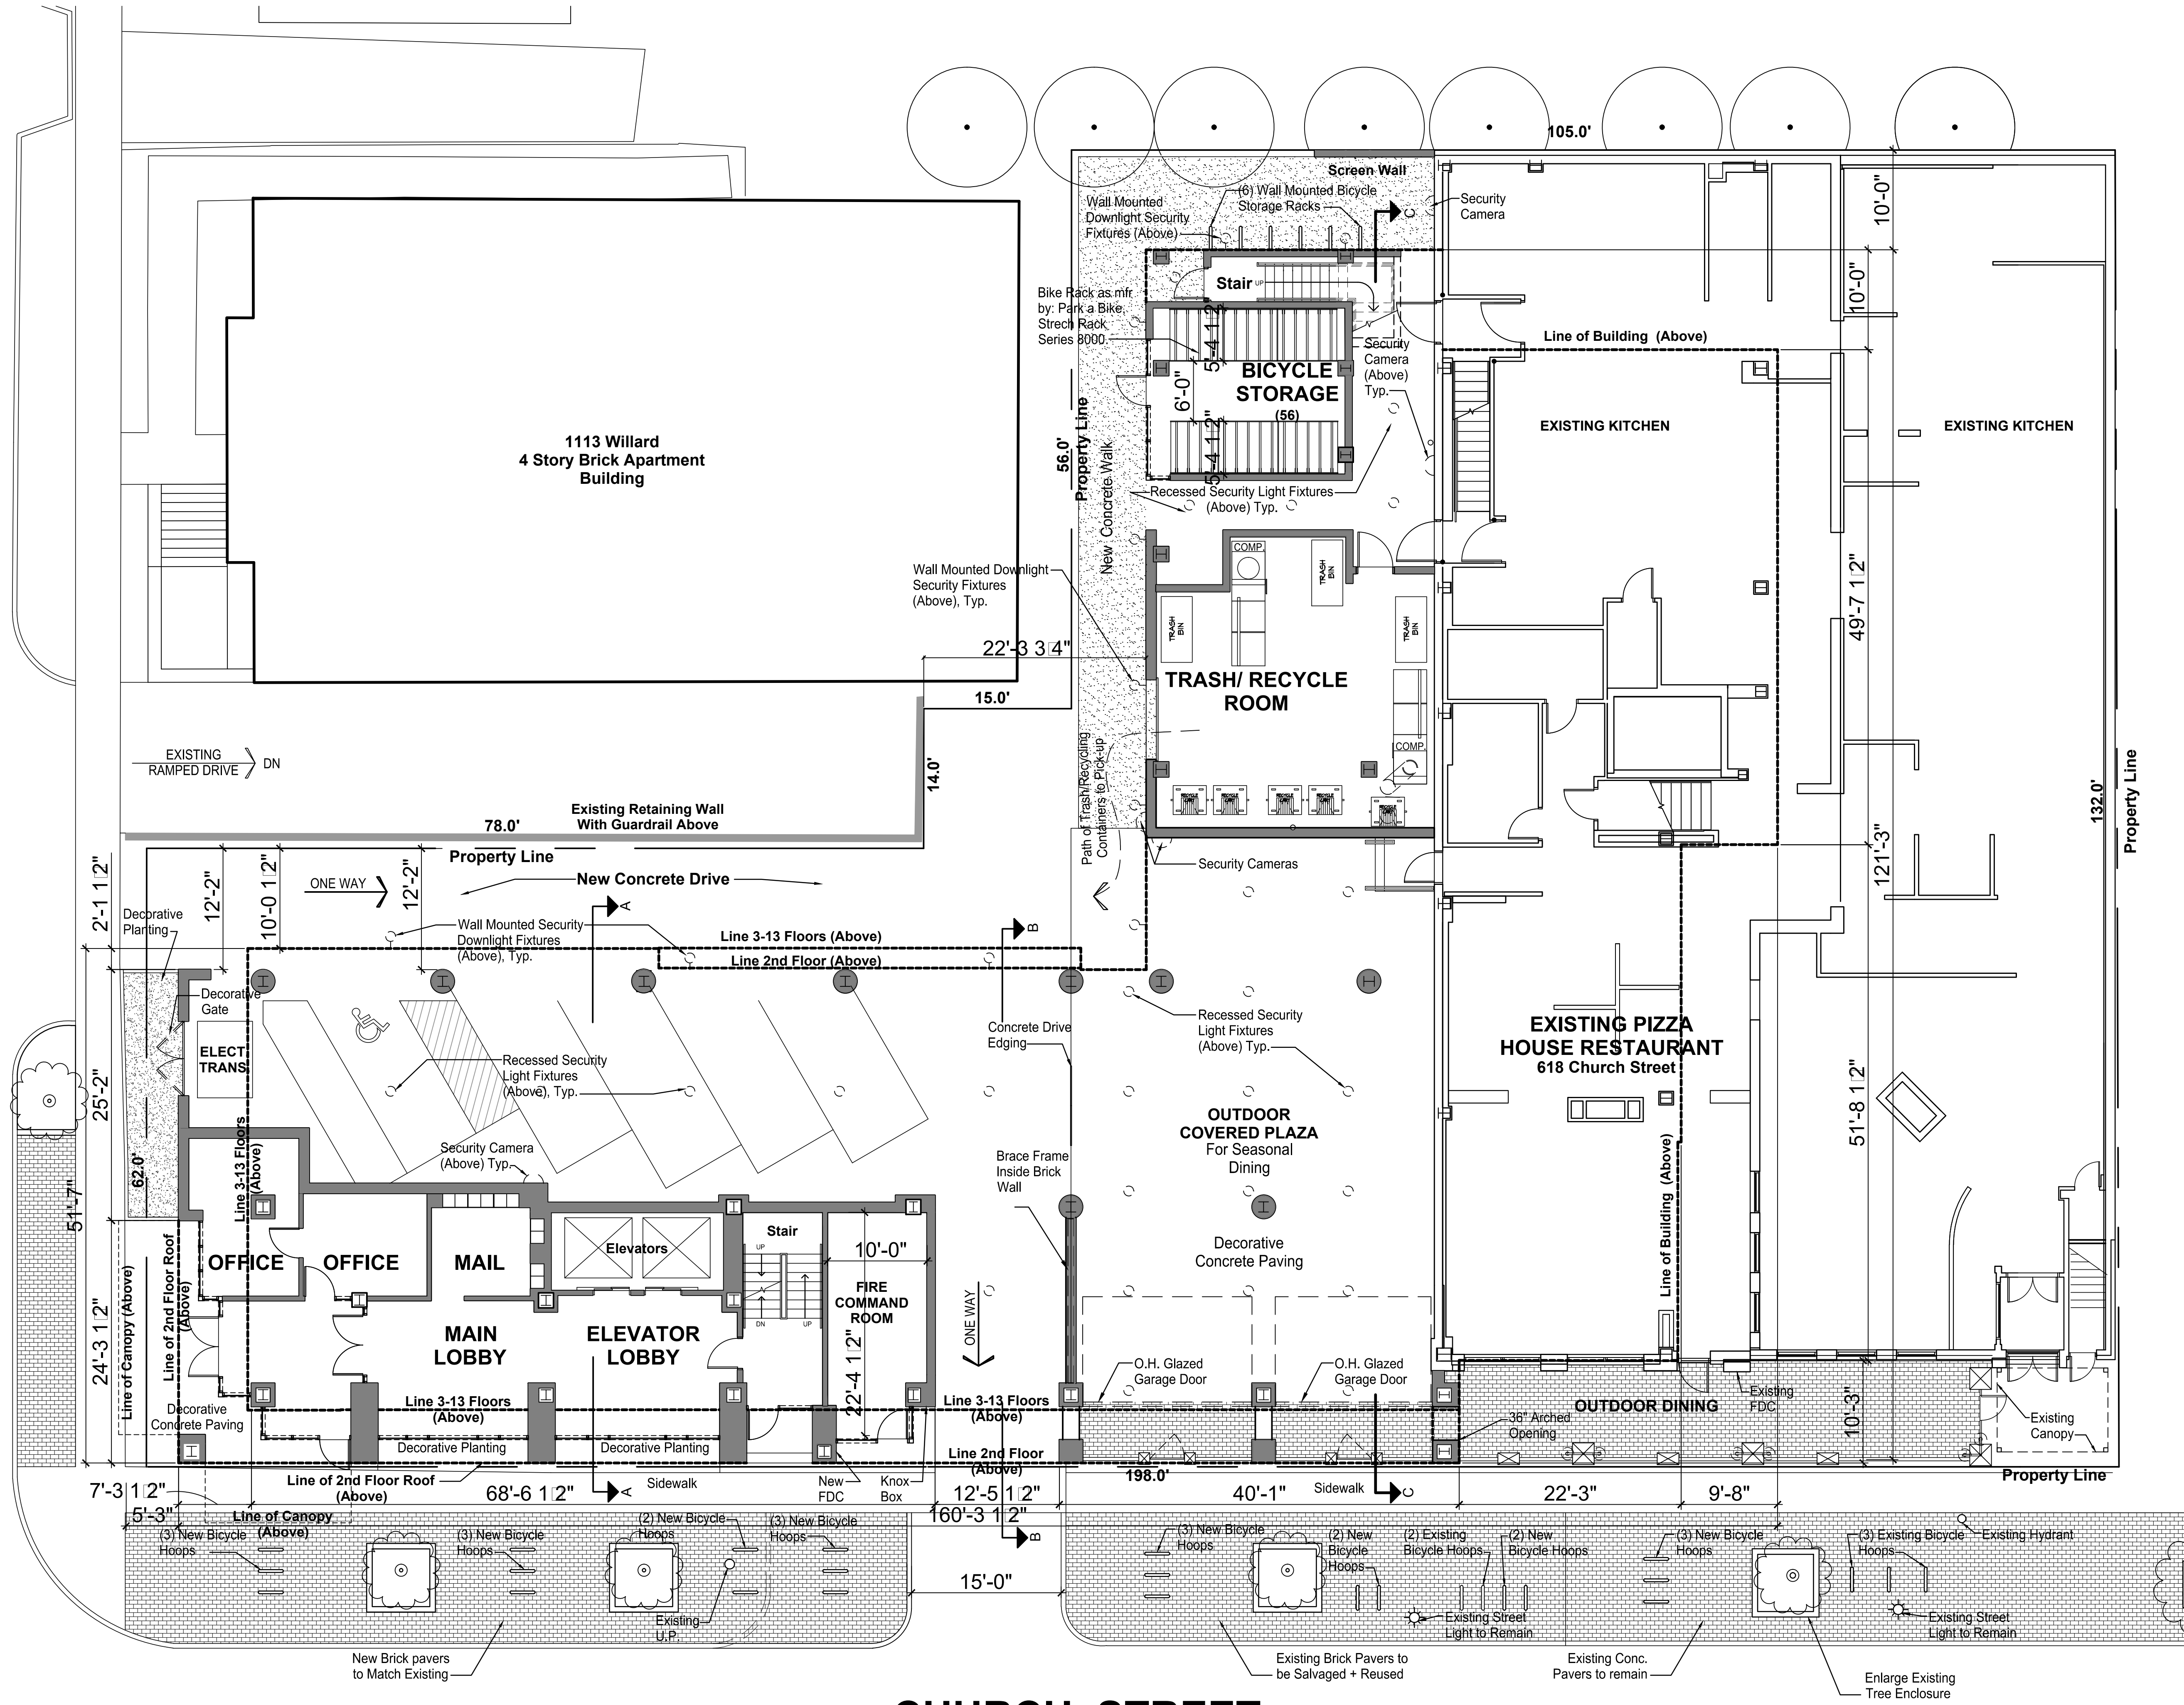 105.0'
Screen Wall
(6) Wall Mounted Bicycle
Storage Racks
Wall Mounted
Downlight Security
Fixtures (Above)
C
Security
Camera
10'-0"
10'-0"
Stair
UP
Bike Rack as mfr
by: Park a Bike,
Strech Rack
Series 8000.
5'-4 1□2"
Line of Building (Above)
Security
Camera
(Above)
Typ.
BICYCLE
STORAGE
(56)
6'-0"
5'-4 1□2"
EXISTING KITCHEN
EXISTING KITCHEN
1113 Willard
4 Story Brick Apartment
Building
56.0'
Property Line
New Concrete Walk
Recessed Security Light Fixtures
(Above) Typ.
COMP.
TRASH
BIN
TRASH
BIN
TRASH
BIN
Wall Mounted Downlight
Security Fixtures
(Above), Typ.
49'-7 1□2"
22'-3 3□4"
TRASH/ RECYCLE
ROOM
15.0'
COMP.
EXISTING
RAMPED DRIVE
DN
14.0'
Path of Trash/Recycling
Containers to Pick-up
132.0'
Property Line
Existing Retaining Wall
With Guardrail Above
78.0'
Property Line
Security Cameras
121'-3"
2'-1 1□2"
12'-2"
10'-0 1□2"
12'-2"
ONE WAY
New Concrete Drive
A
Decorative
Planting
Wall Mounted Security
Downlight Fixtures
(Above), Typ.
Line 3-13 Floors (Above)
Line 2nd Floor (Above)
B
Decorative
Gate
ELECT
TRANS
25'-2"
Recessed Security
Light Fixtures
(Above), Typ.
Concrete Drive
Edging
Recessed Security
Light Fixtures
(Above) Typ.
EXISTING PIZZA
HOUSE RESTAURANT
618 Church Street
51'-8 1□2"
OUTDOOR
COVERED PLAZA
For Seasonal
Dining
Security Camera
(Above) Typ.
Brace Frame
Inside Brick
Wall
62.0'
51'-7"
Line 3-13 Floors
(Above)
Line of Building (Above)
24'-3 1□2"
Line of Canopy (Above)
Line of 2nd Floor Roof
(Above)
OFFICE
OFFICE
MAIL
Elevators
Stair
UP
DN
UP
10'-0"
FIRE
COMMAND
ROOM
22'-4 1□2"
Decorative
Concrete Paving
MAIN
LOBBY
ELEVATOR
LOBBY
ONE WAY
O.H. Glazed
Garage Door
O.H. Glazed
Garage Door
Decorative
Concrete Paving
Line 3-13 Floors
(Above)
Decorative Planting
Decorative Planting
Line 3-13 Floors
(Above)
Line 2nd Floor
(Above)
36" Arched
Opening
OUTDOOR DINING
Existing
FDC
10'-3"
Existing
Canopy
Line of 2nd Floor Roof
(Above)
Sidewalk
A
New
FDC
Knox
Box
198.0'
Sidewalk
C
Property Line
7'-3 1□2"
5'-3"
68'-6 1□2"
12'-5 1□2"
160'-3 1□2"
40'-1"
22'-3"
9'-8"
Line of Canopy
(Above)
B
(3) New Bicycle
Hoops
(3) New Bicycle
Hoops
(2) New Bicycle
Hoops
(3) New Bicycle
Hoops
(3) New Bicycle
Hoops
(2) New
Bicycle
Hoops
(2) Existing
Bicycle Hoops
(2) New
Bicycle Hoops
(3) New Bicycle
Hoops
(3) Existing Bicycle
Hoops
Existing Hydrant
15'-0"
Existing
U.P.
Existing Street
Light to Remain
Existing Street
Light to Remain
New Brick pavers
to Match Existing
Existing Brick Pavers to
be Salvaged + Reused
Existing Conc.
Pavers to remain
Enlarge Existing
Tree Enclosure
CHURCH STREET